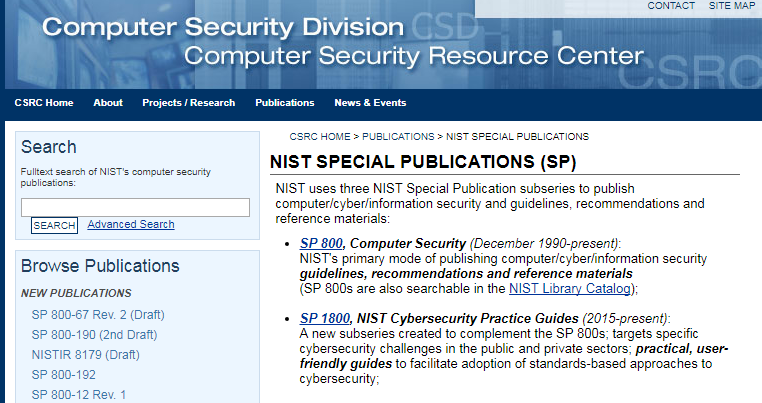 CONTACT SITE MAP
Computer Security Division
CSD
Computer Security Resource Center
CSRC
CSRC Home About Projects / Research Publications News & Events
Search
Fulltext search of NIST's computer security
publications:
SEARCH Advanced Search
Browse Publications
NEW PUBLICATIONS
SP 800-67 Rev. 2 (Draft)
SP 800-190 (2nd Draft)
NISTIR 8179 (Draft)
SP 800-192
SP 800-12 Rev. 1
CSRC HOME > PUBLICATIONS > NIST SPECIAL PUBLICATIONS
NIST SPECIAL PUBLICATIONS (SP)
NIST uses three NIST Special Publication subseries to publish
computer/cyber/information security and guidelines, recommendations and
reference materials:
• SP 800, Computer Security (December 1990-present):
NIST's primary mode of publishing computer/cyber/information security
guidelines, recommendations and reference materials
(SP 800s are also searchable in the NIST Library Catalog);
• SP 1800, NIST Cybersecurity Practice Guides (2015-present):
A new subseries created to complement the SP 800s; targets specific
cybersecurity challenges in the public and private sectors; practical, user-
friendly guides to facilitate adoption of standards-based approaches to
cybersecurity;